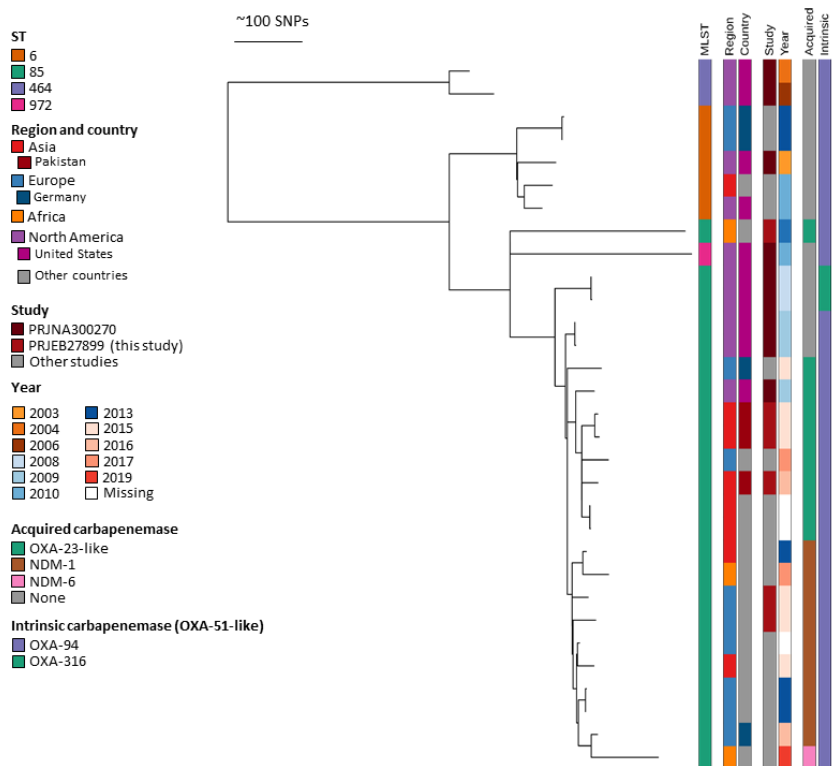 ~100 SNPs
MLST
Region
Country
Study
Year
Acquired
Intrinsic
ST
6
85
464
972
Region and country
Asia
Pakistan
Europe
Germany
Africa
North America
United States
Other countries
Study
PRJNA300270
PRJEB27899 (this study)
Other studies
Year
2003 2013
2004 2015
2006 2016
2008 2017
2009 2019
2010 Missing
Acquired carbapenemase
OXA-23-like
NDM-1
NDM-6
None
Intrinsic carbapenemase (OXA-51-like)
OXA-94
OXA-316